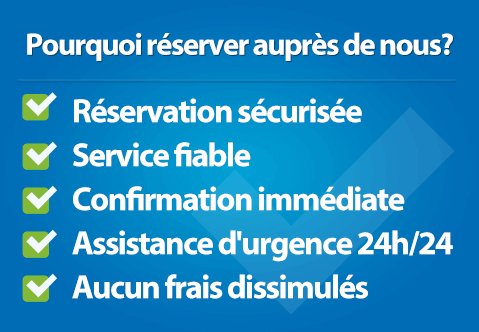 Pourquoi réserver auprès de nous?
Réservation sécurisée
Service fiable
Confirmation immédiate
Assistance d'urgence 24h/24
Aucun frais dissimulés